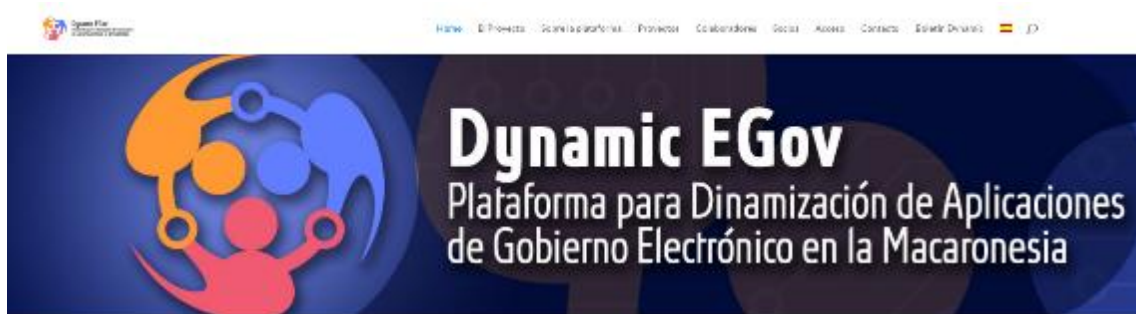 Home El Proyecto Sobre la plataforma Proyectos Colaboradores Socios Acceso Contacto Boletín Dynamic
Dynamic EGov
Plataforma para Dinamización de Aplicaciones
de Gobierno Electrónico en la Macaronesia